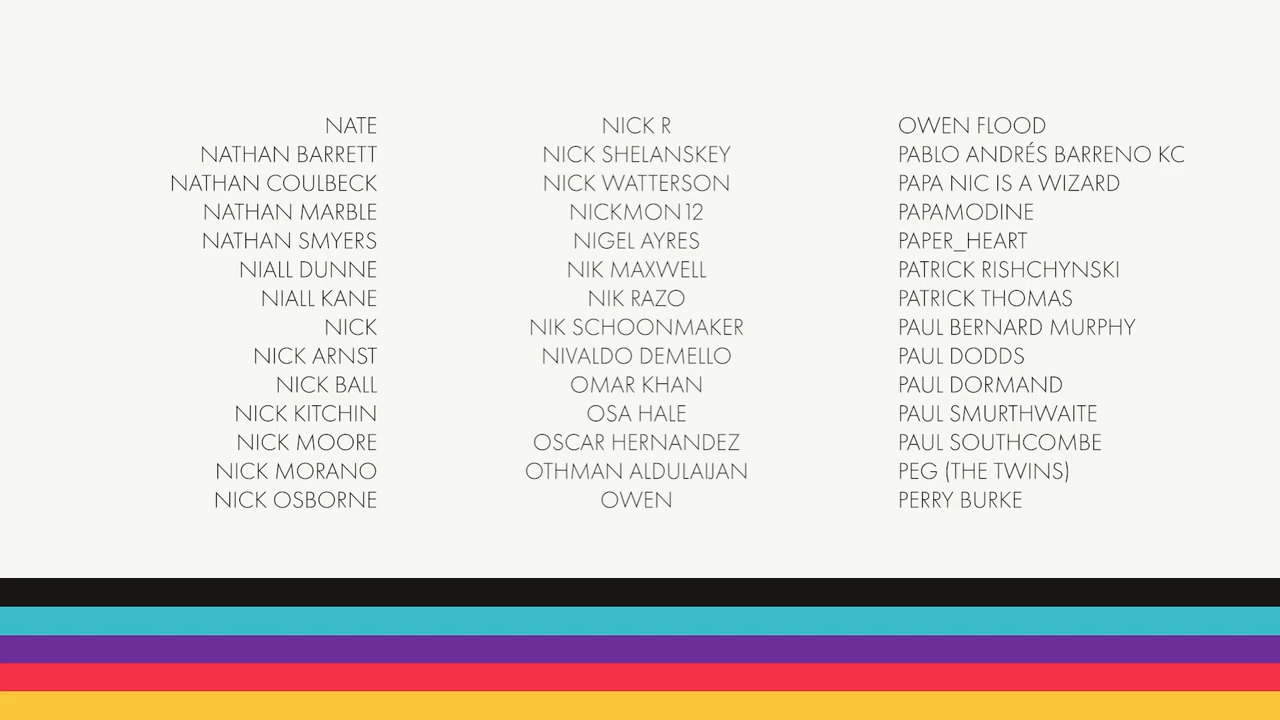 NATE
NATHAN BARRETT
NATHAN COULBECK
NATHAN MARBLE
NATHAN SMYERS
NIALL DUNNE
NIALL KANE
NICK
NICK ARNST
NICK BALL
NICK KITCHIN
NICK MOORE
NICK MORANO
NICK OSBORNE
NICK R
NICK SHELANSKEY
NICK WATTERSON
NICKMON12
NIGEL AYRES
NIK MAXWELL
NIK RAZO
NIK SCHOONMAKER
NIVALDO DEMELLO
OMAR KHAN
OSA HALE
OSCAR HERNANDEZ
OTHMAN ALDULAIJAN
OWEN
OWEN FLOOD
PABLO ANDRÉS BARRENO KC
PAPA NIC IS A WIZARD
PAPAMODINE
PAPER_HEART
PATRICK RISHCHYNSKI
PATRICK THOMAS
PAUL BERNARD MURPHY
PAUL DODDS
PAUL DORMAND
PAUL SMURTHWAITE
PAUL SOUTHCOMBE
PEG (THE TWINS)
PERRY BURKE